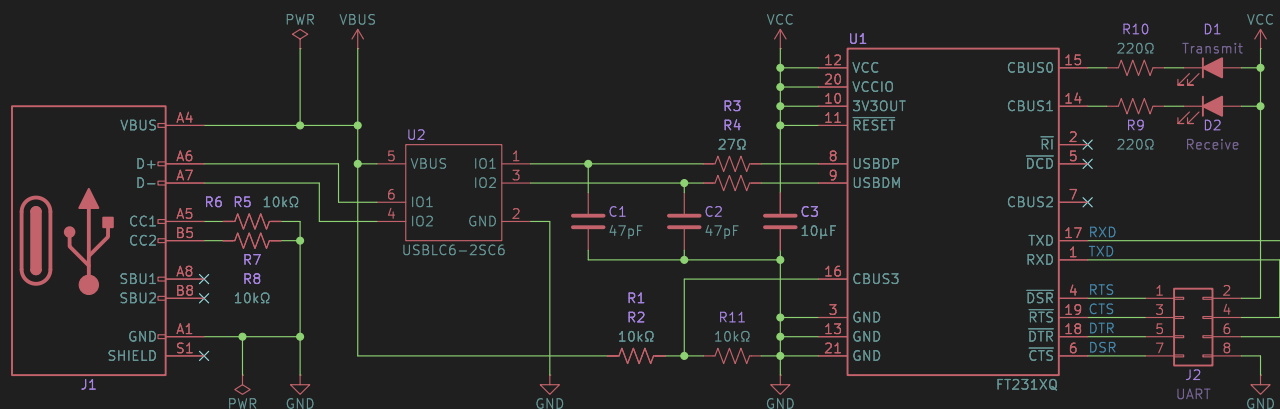 PWR VBUS VCC VCC
U1 R10 D1
220Ω Transmit
12 VCC CBUS0 15
20 VCCIO
10 3V3OUT CBUS1 14
VBUS A4 R3 11 RESET R9 D2
U2 R4 220Ω Receive
27Ω RI 2
D+ A6 5 VBUS IO1 1 8 USBDP DCD 5
D- A7 IO2 3 9 USBDM
R6 R5 10kΩ 6 IO1 CBUS2 7
CC1 A5 4 IO2 GND 2 C1 C2 C3
CC2 B5 47pF 47pF 10µF
USBLC6-2SC6 TXD 17 RXD
R7 RXD 1 TXD
SBU1 A8 R8 16 CBUS3
SBU2 B8 10kΩ R1 DSR 4 RTS 1 2
R2 R11 3 GND RTS 19 CTS 3 4
GND A1 10kΩ 10kΩ 13 GND DTR 18 DTR 5 6
SHIELD S1 21 GND CTS 6 DSR 7 8
J1 FT231XQ J2
UART
PWR GND GND GND GND